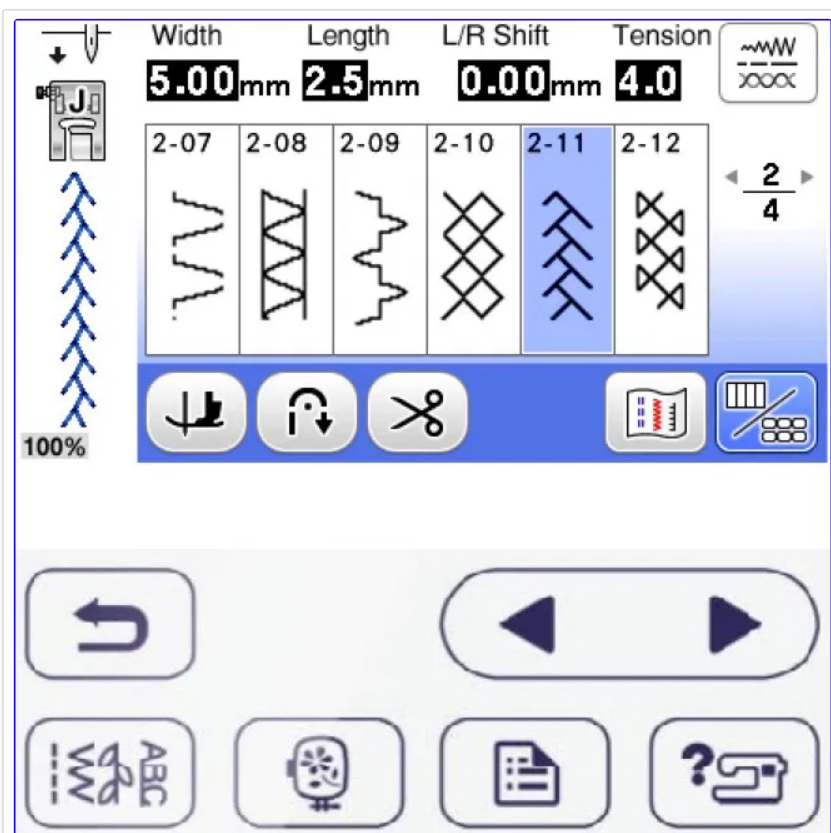 Width Length L/R Shift Tension
5.00mm 2.5mm 0.00mm 4.0
J
2-07 2-08 2-09 2-10 2-11 2-12
2
4
100%
ABC
?